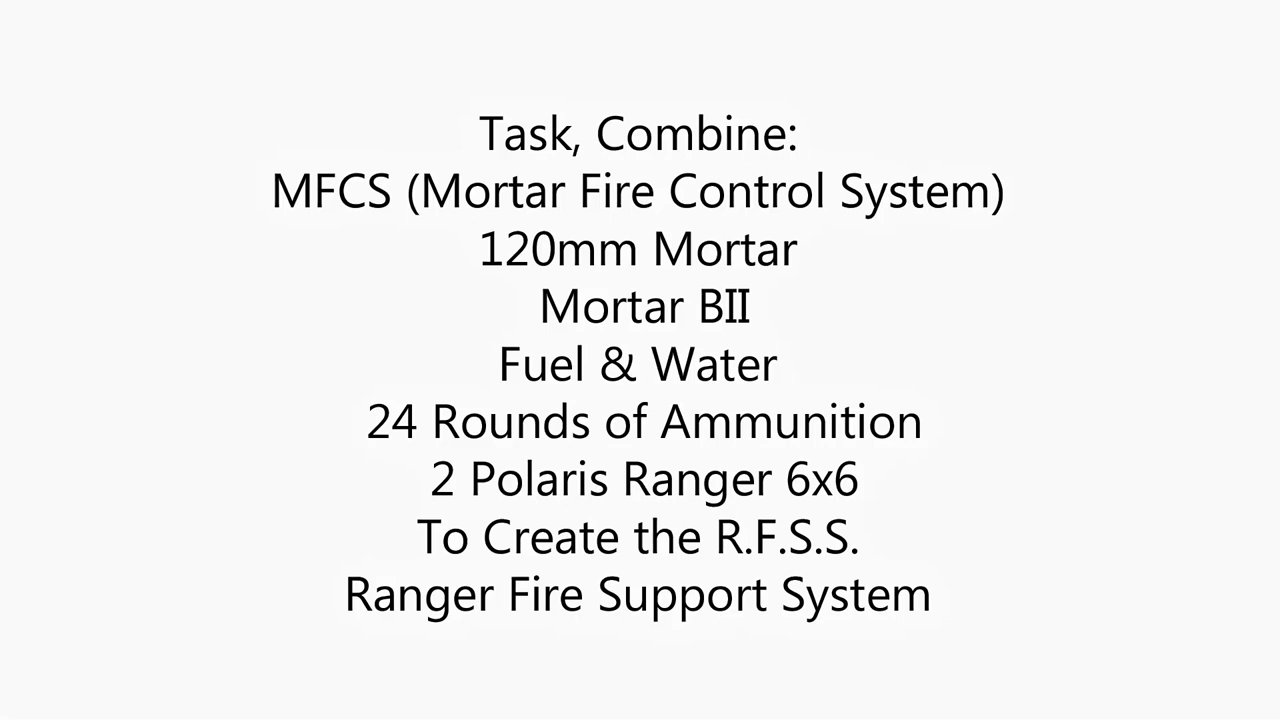 Task, Combine:
MFCS (Mortar Fire Control System)
120mm Mortar
Mortar BII
Fuel & Water
24 Rounds of Ammunition
2 Polaris Ranger 6x6
To Create the R.F.S.S.
Ranger Fire Support System